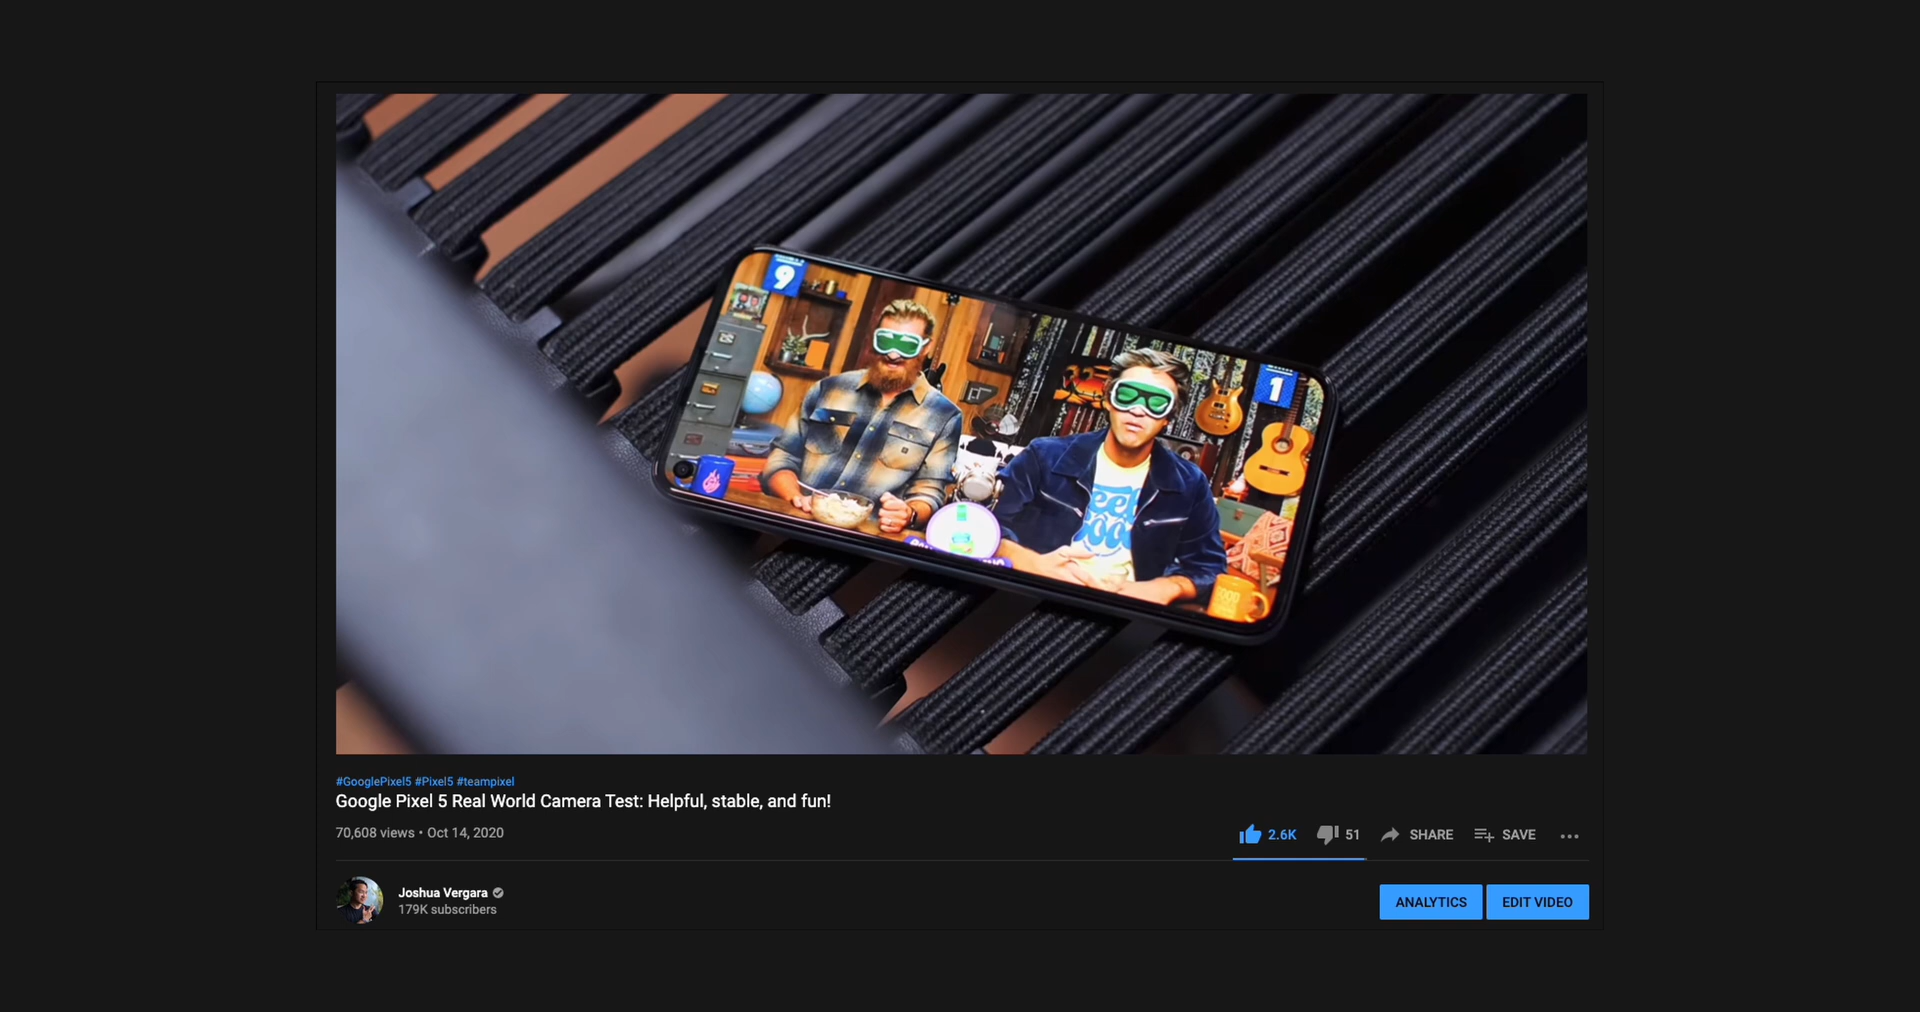 9
1
#GooglePixel5 #Pixel5 #teampixel
Google Pixel 5 Real World Camera Test: Helpful, stable, and fun!
70,608 views • Oct 14, 2020
2.6K 51 SHARE SAVE
Joshua Vergara
179K subscribers
ANALYTICS EDIT VIDEO